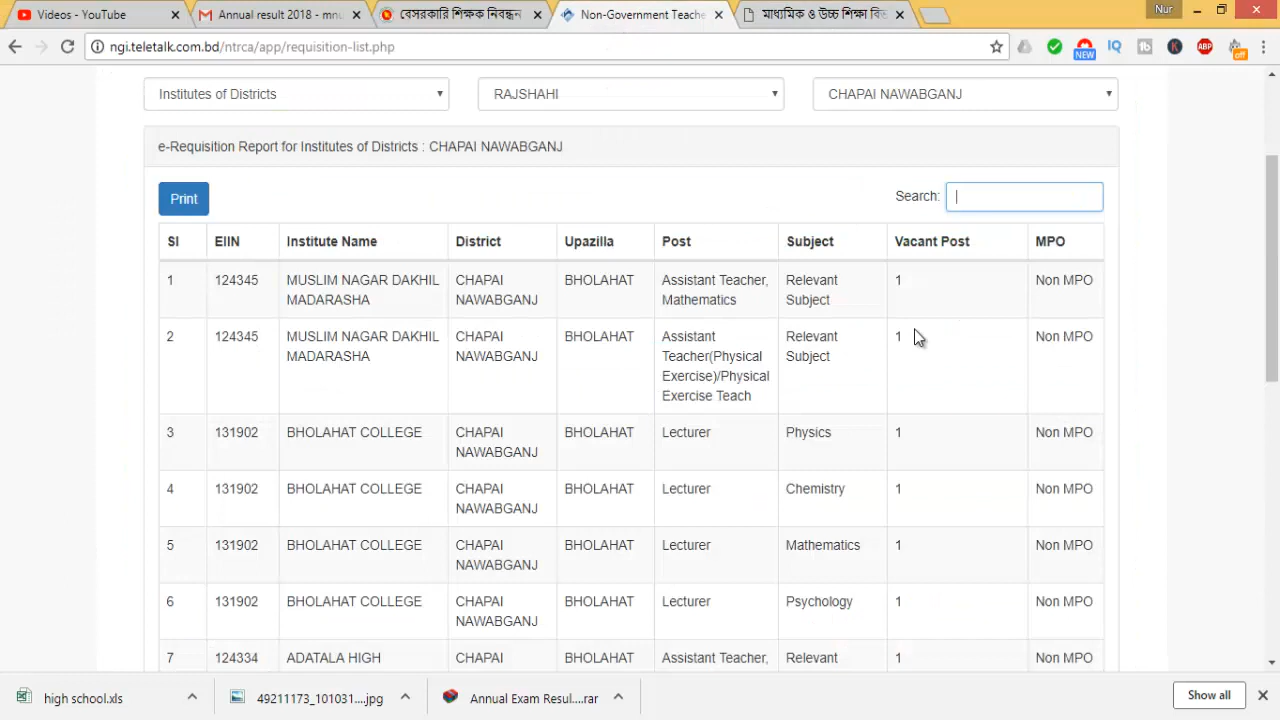 Videos - YouTube
Annual result 2018 - mnu
বেসরকারি শিক্ষক নিবন্ধন
Non-Government Teache
মাধ্যমিক ও উচ্চ শিক্ষা বিভ
Nur
ngi.teletalk.com.bd/ntrca/app/requisition-list.php
NEW
IQ
tb
K
ABP
off
Institutes of Districts
RAJSHAHI
CHAPAI NAWABGANJ
e-Requisition Report for Institutes of Districts : CHAPAI NAWABGANJ
Print
Search:
Sl EIIN Institute Name District Upazilla Post Subject Vacant Post MPO
1 124345 MUSLIM NAGAR DAKHIL CHAPAI BHOLAHAT Assistant Teacher, Relevant 1 Non MPO
MADARASHA NAWABGANJ Mathematics Subject
2 124345 MUSLIM NAGAR DAKHIL CHAPAI BHOLAHAT Assistant Relevant 1 Non MPO
MADARASHA NAWABGANJ Teacher(Physical Subject
Exercise)/Physical
Exercise Teach
3 131902 BHOLAHAT COLLEGE CHAPAI BHOLAHAT Lecturer Physics 1 Non MPO
NAWABGANJ
4 131902 BHOLAHAT COLLEGE CHAPAI BHOLAHAT Lecturer Chemistry 1 Non MPO
NAWABGANJ
5 131902 BHOLAHAT COLLEGE CHAPAI BHOLAHAT Lecturer Mathematics 1 Non MPO
NAWABGANJ
6 131902 BHOLAHAT COLLEGE CHAPAI BHOLAHAT Lecturer Psychology 1 Non MPO
NAWABGANJ
7 124334 ADATALA HIGH CHAPAI BHOLAHAT Assistant Teacher, Relevant 1 Non MPO
high school.xls
49211173_101031....jpg
Annual Exam Resul....rar
Show all